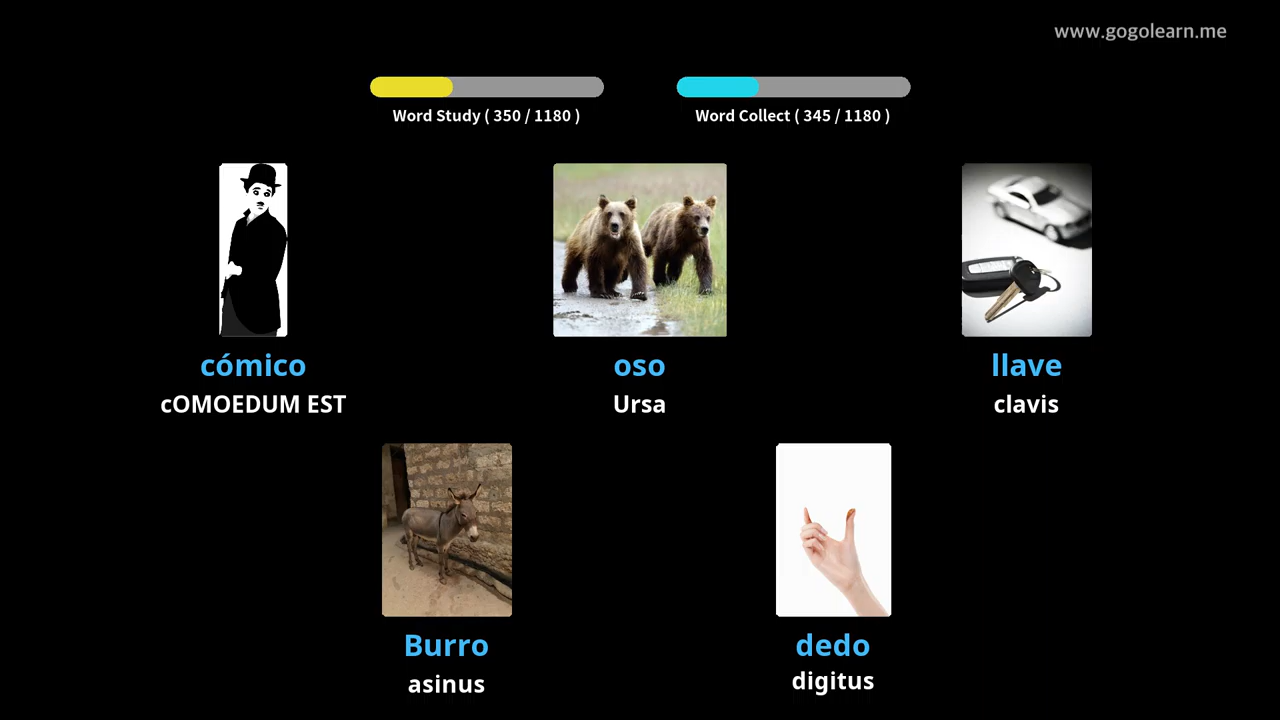 www.gogolearn.me
Word Study ( 350 / 1180 )
Word Collect ( 345 / 1180 )
cómico
cOMOEDUM EST
oso
Ursa
llave
clavis
Burro
asinus
dedo
digitus